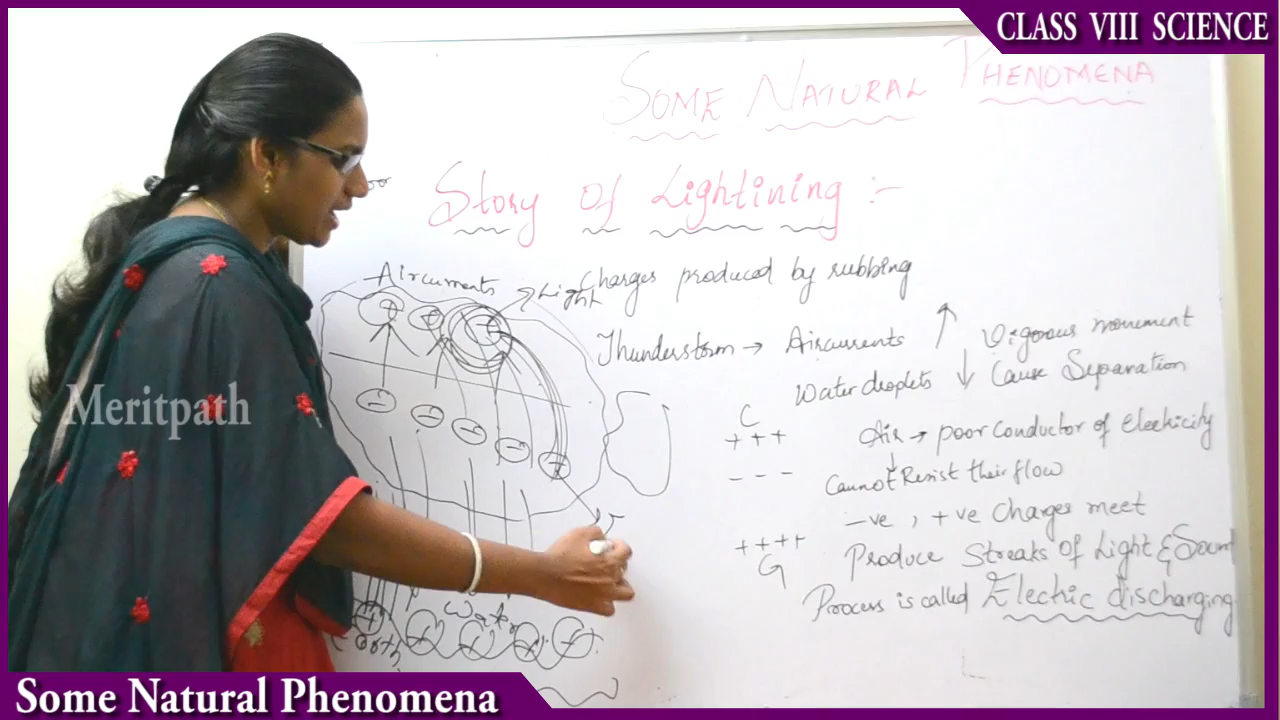 CLASS VIII SCIENCE
SOME NATURAL PHENOMENA
Story Of Lightining :-
Aircurrents
Light
Charges produced by rubbing
Thunderstorm → Aircurrents ↑ Vigorous movement
Water droplets ↓ Cause Separation
C
+ + +
- - -
Air → poor conductor of Electricity
Cannot Resist their flow
-ve, +ve Charges meet
+ + + +
G
Produce Streaks of Light & Sound
Process is called Electric discharging
Water
Meritpath
Some Natural Phenomena